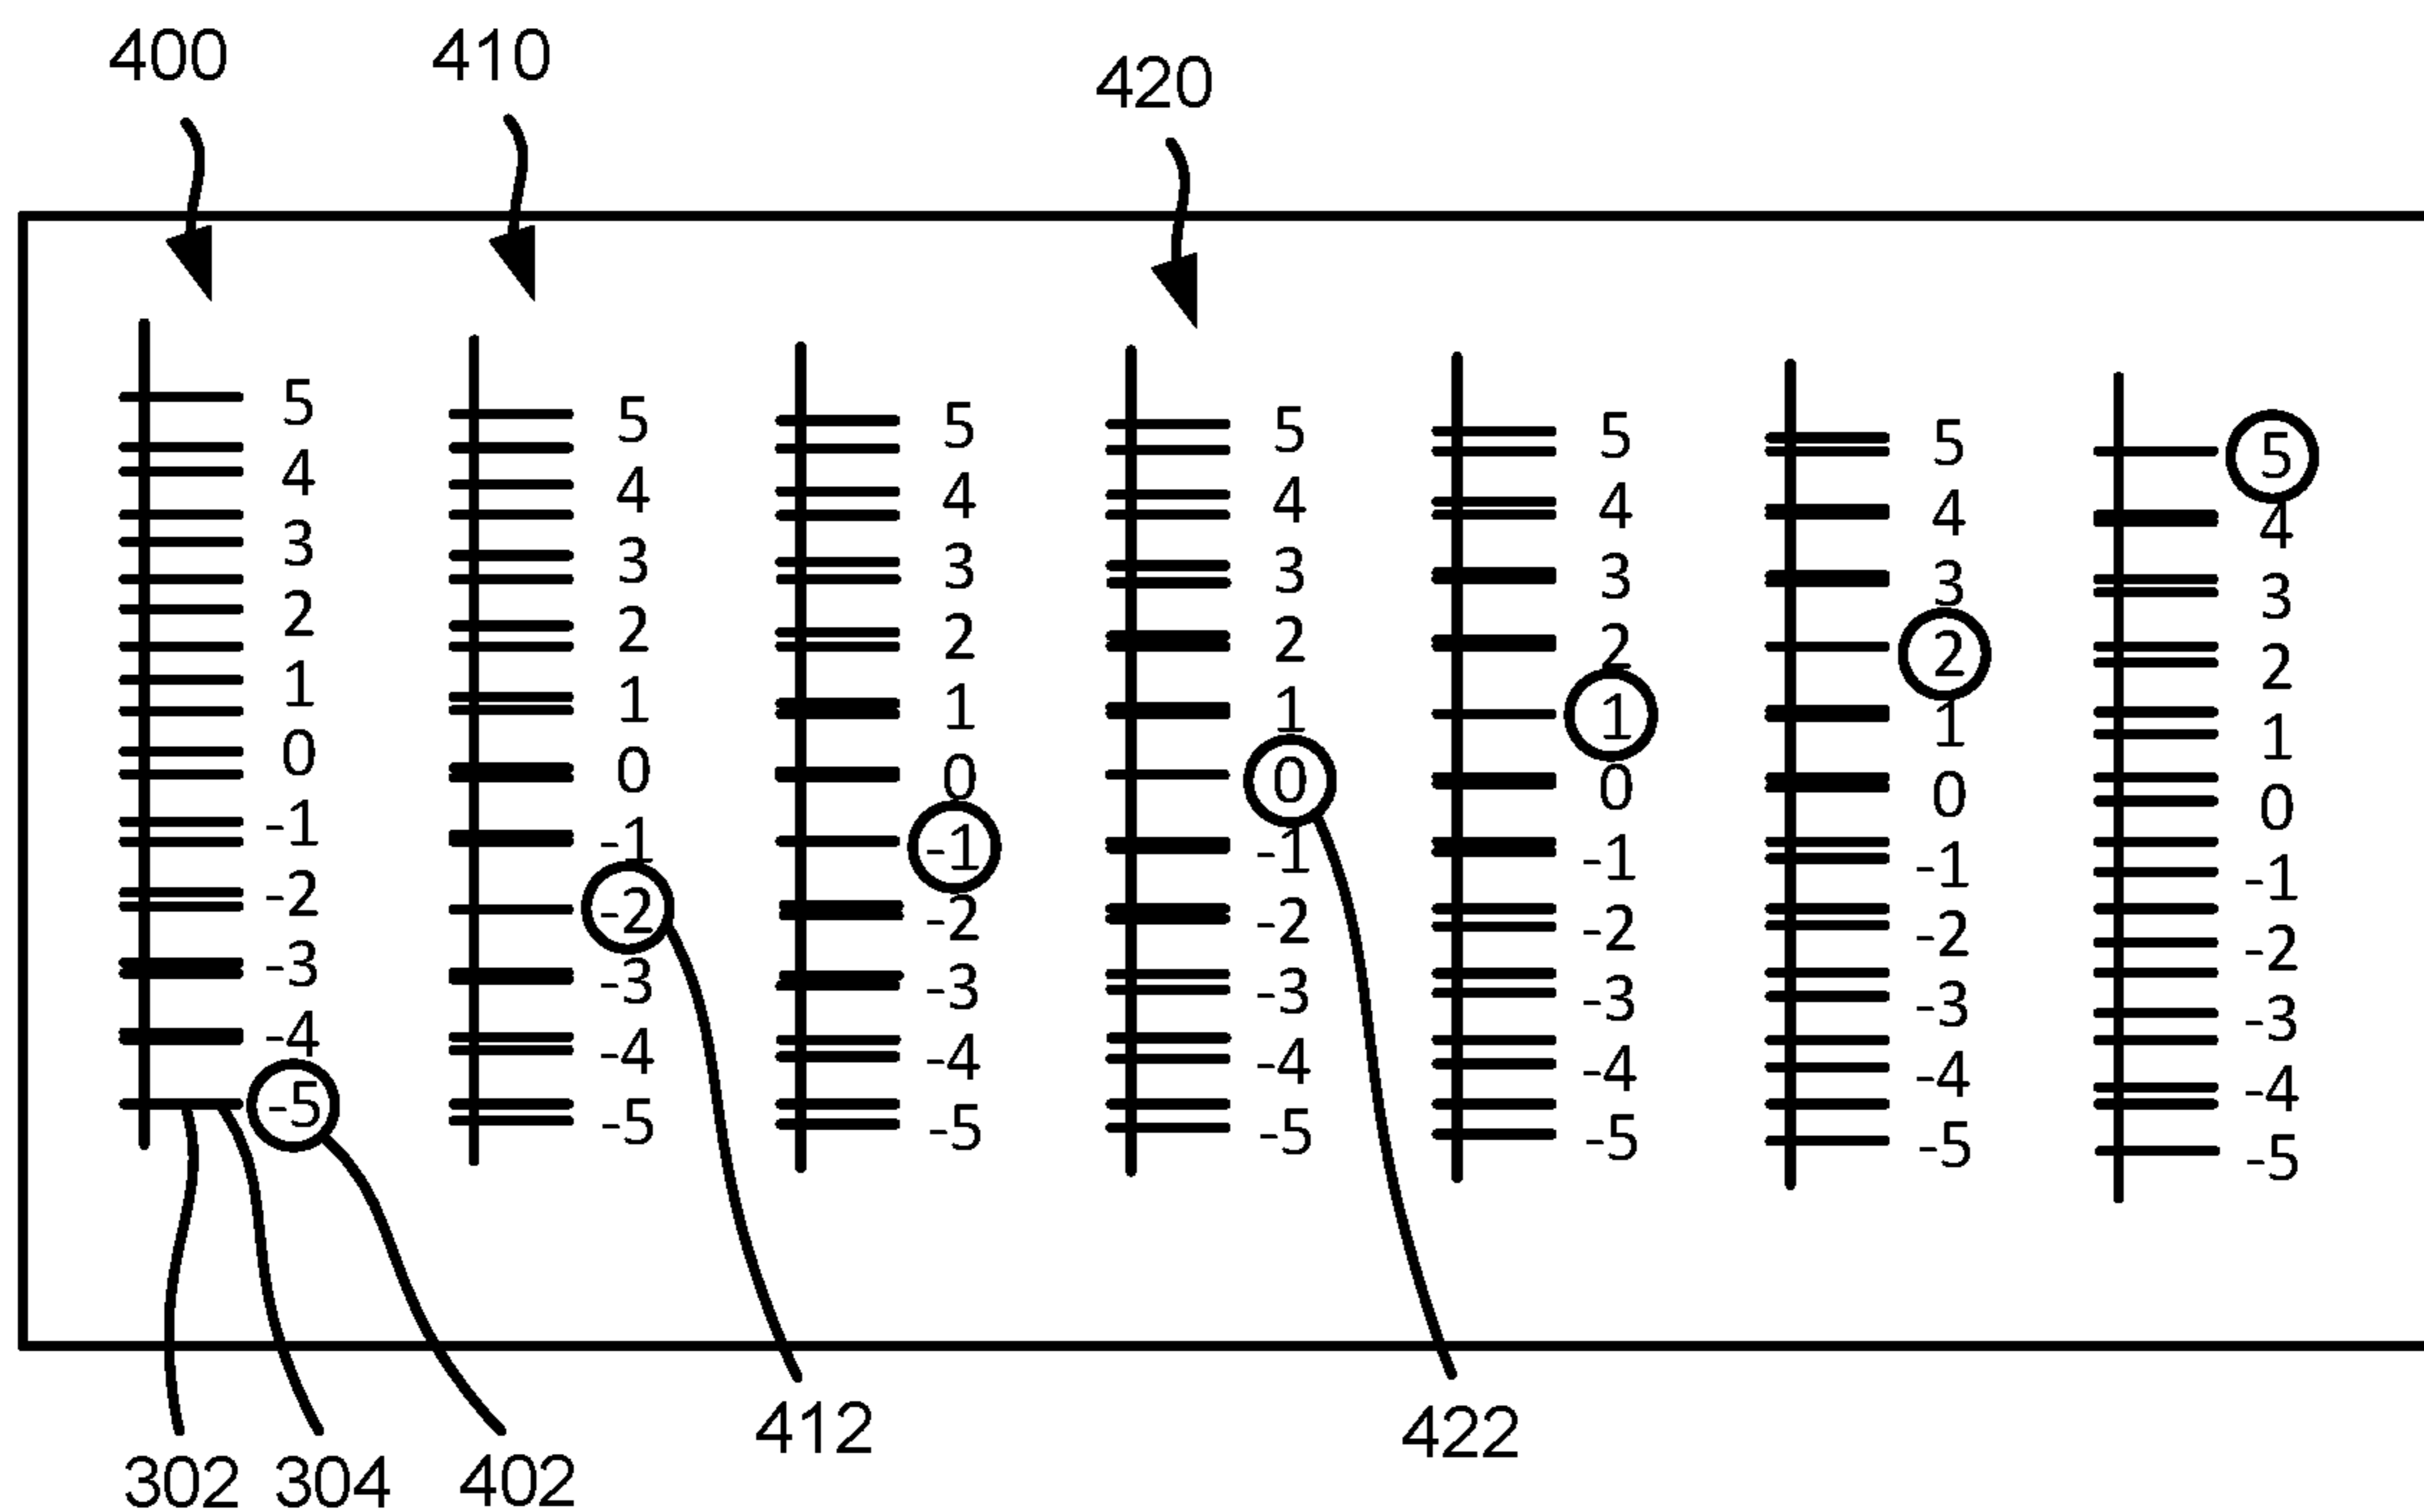 400 410 420
5 5 5 5 5 5 5
4 4 4 4 4 4 4
3 3 3 3 3 3 3
2 2 2 2 2 2 2
1 1 1 1 1 1 1
0 0 0 0 0 0 0
-1 -1 -1 -1 -1 -1 -1
-2 -2 -2 -2 -2 -2 -2
-3 -3 -3 -3 -3 -3 -3
-4 -4 -4 -4 -4 -4 -4
-5 -5 -5 -5 -5 -5 -5
412 422
302 304 402